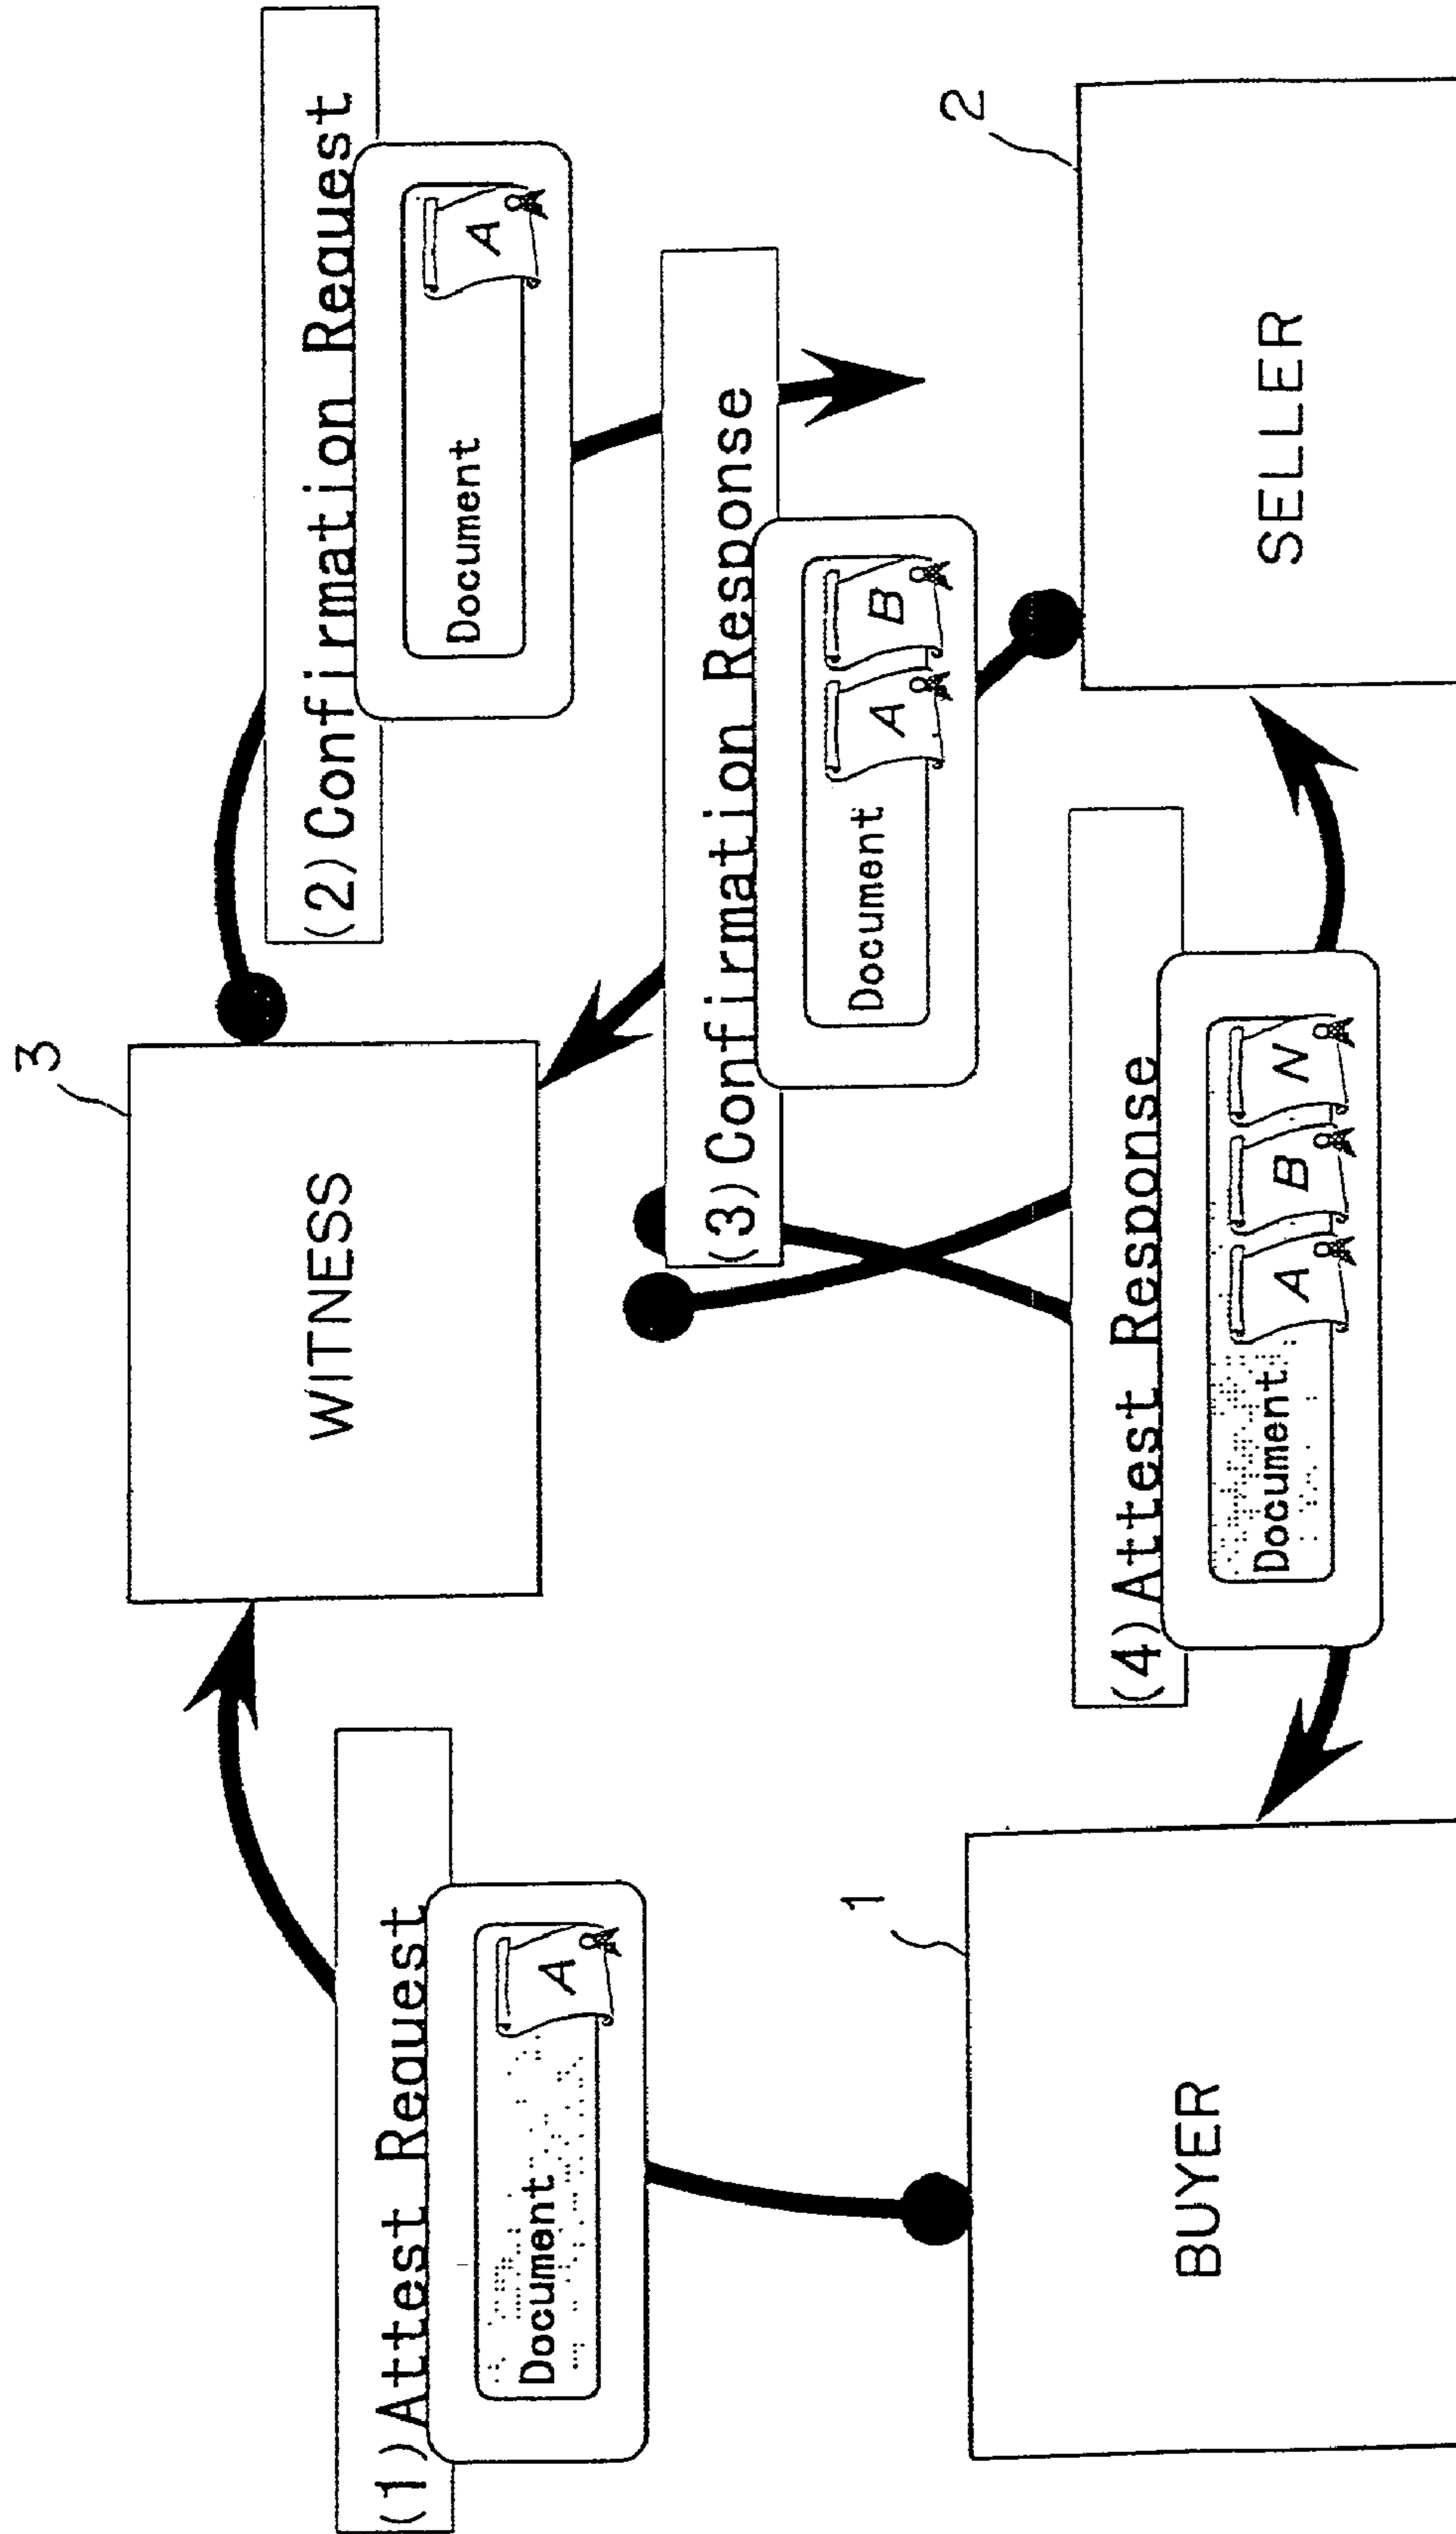 3
WITNESS
(1)Attest Request
Document
A
(2)Confirmation Request
Document
A
(3)Confirmation Response
Document
A
B
(4)Attest Response
Document
A
B
N
1
BUYER
2
SELLER